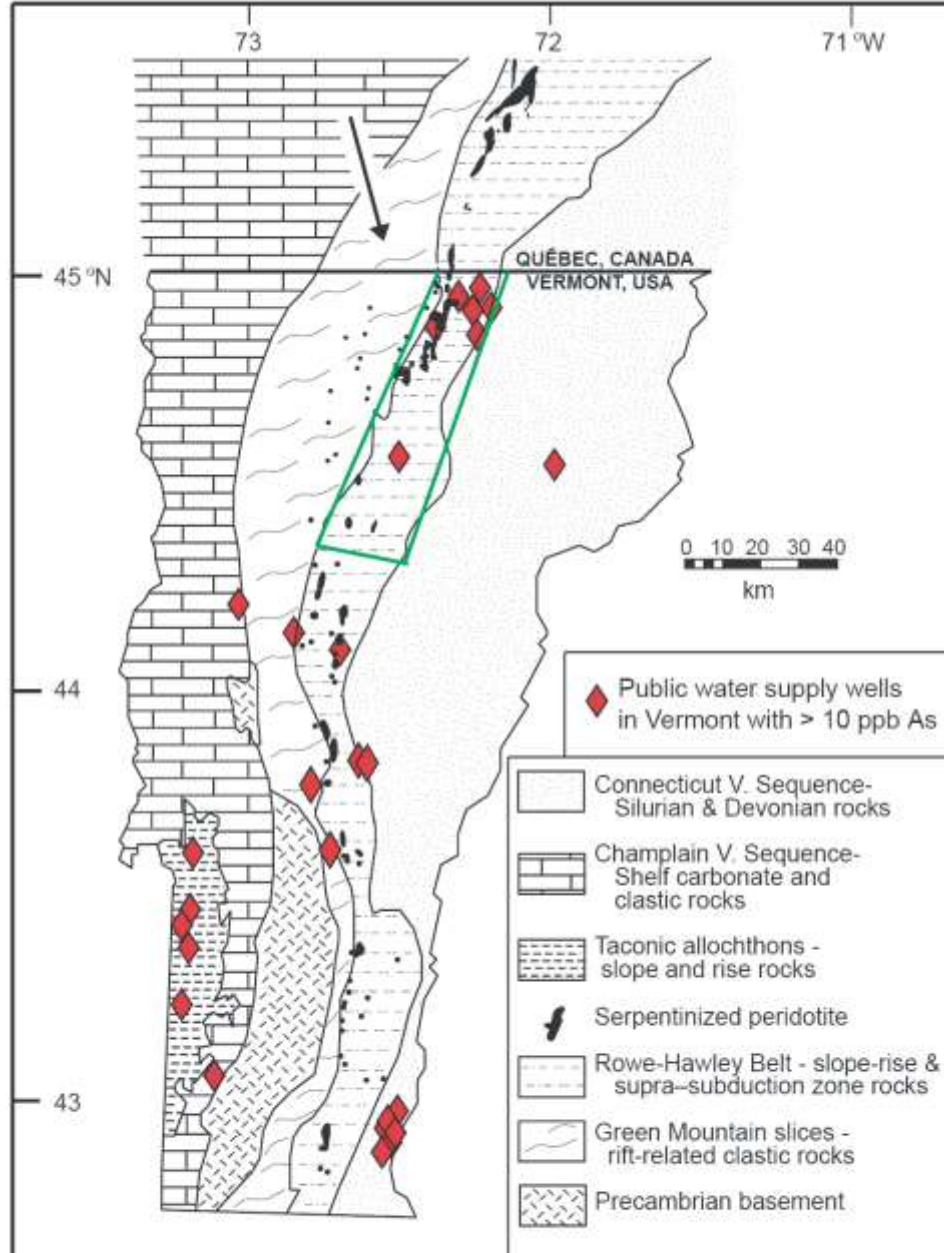 73
72
71 ºW
QUÉBEC, CANADA
45 ºN
VERMONT, USA
0 10 20 30 40
km
44
Public water supply wells
in Vermont with > 10 ppb As
Connecticut V. Sequence-
Silurian & Devonian rocks
Champlain V. Sequence-
Shelf carbonate and
clastic rocks
Taconic allochthons -
slope and rise rocks
Serpentinized peridotite
Rowe-Hawley Belt - slope-rise &
supra--subduction zone rocks
43
Green Mountain slices -
rift-related clastic rocks
Precambrian basement